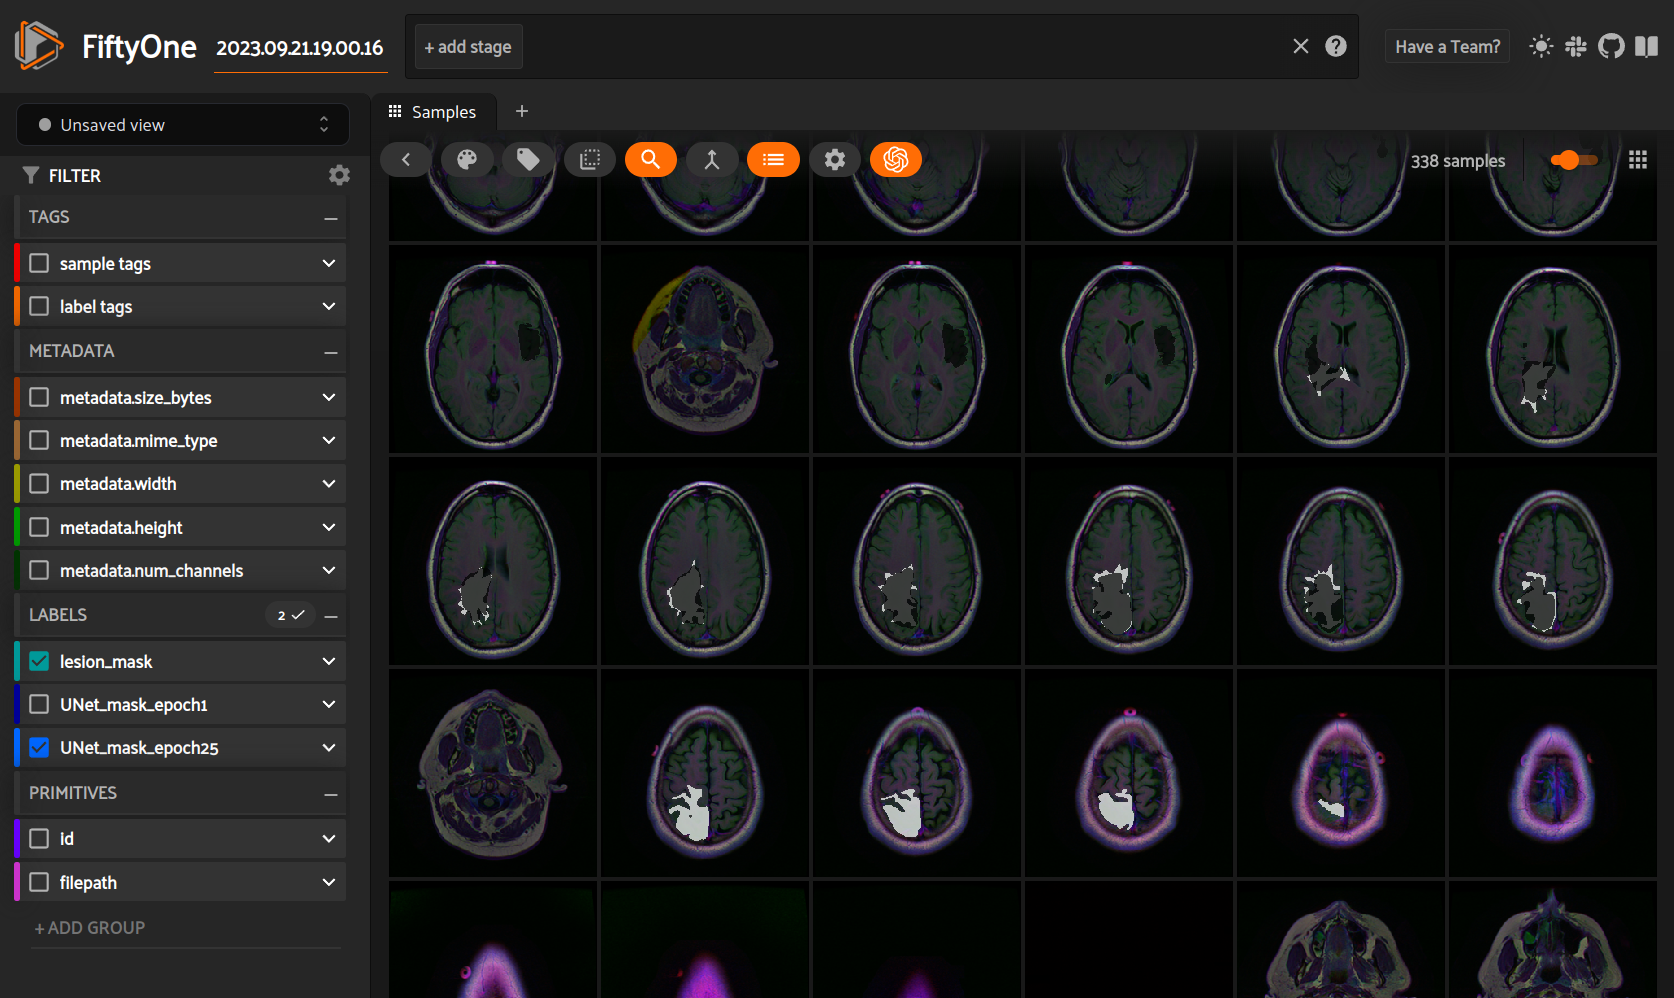 FiftyOne
2023.09.21.19.00.16
+ add stage
Have a Team?
Unsaved view
Samples
+
FILTER
338 samples
TAGS
sample tags
label tags
METADATA
metadata.size_bytes
metadata.mime_type
metadata.width
metadata.height
metadata.num_channels
LABELS
2
lesion_mask
UNet_mask_epoch1
UNet_mask_epoch25
PRIMITIVES
id
filepath
+ ADD GROUP